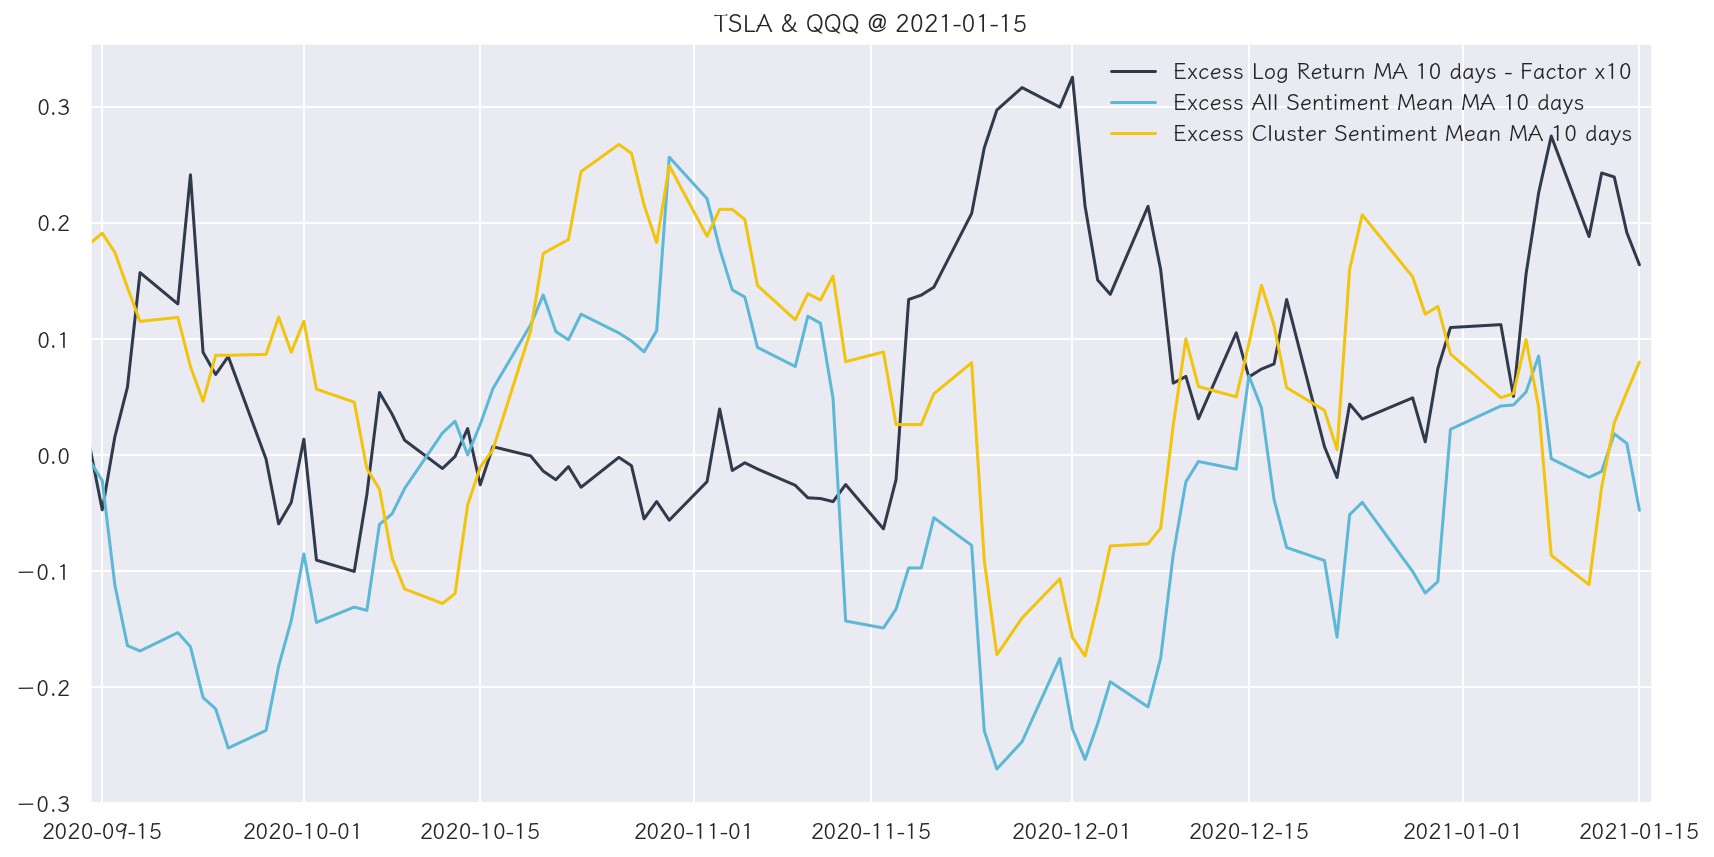 TSLA & QQQ @ 2021-01-15
Excess Log Return MA 10 days - Factor x10
Excess All Sentiment Mean MA 10 days
Excess Cluster Sentiment Mean MA 10 days
0.3
0.2
0.1
0.0
−0.1
−0.2
−0.3
2020-09-15 2020-10-01 2020-10-15 2020-11-01 2020-11-15 2020-12-01 2020-12-15 2021-01-01 2021-01-15